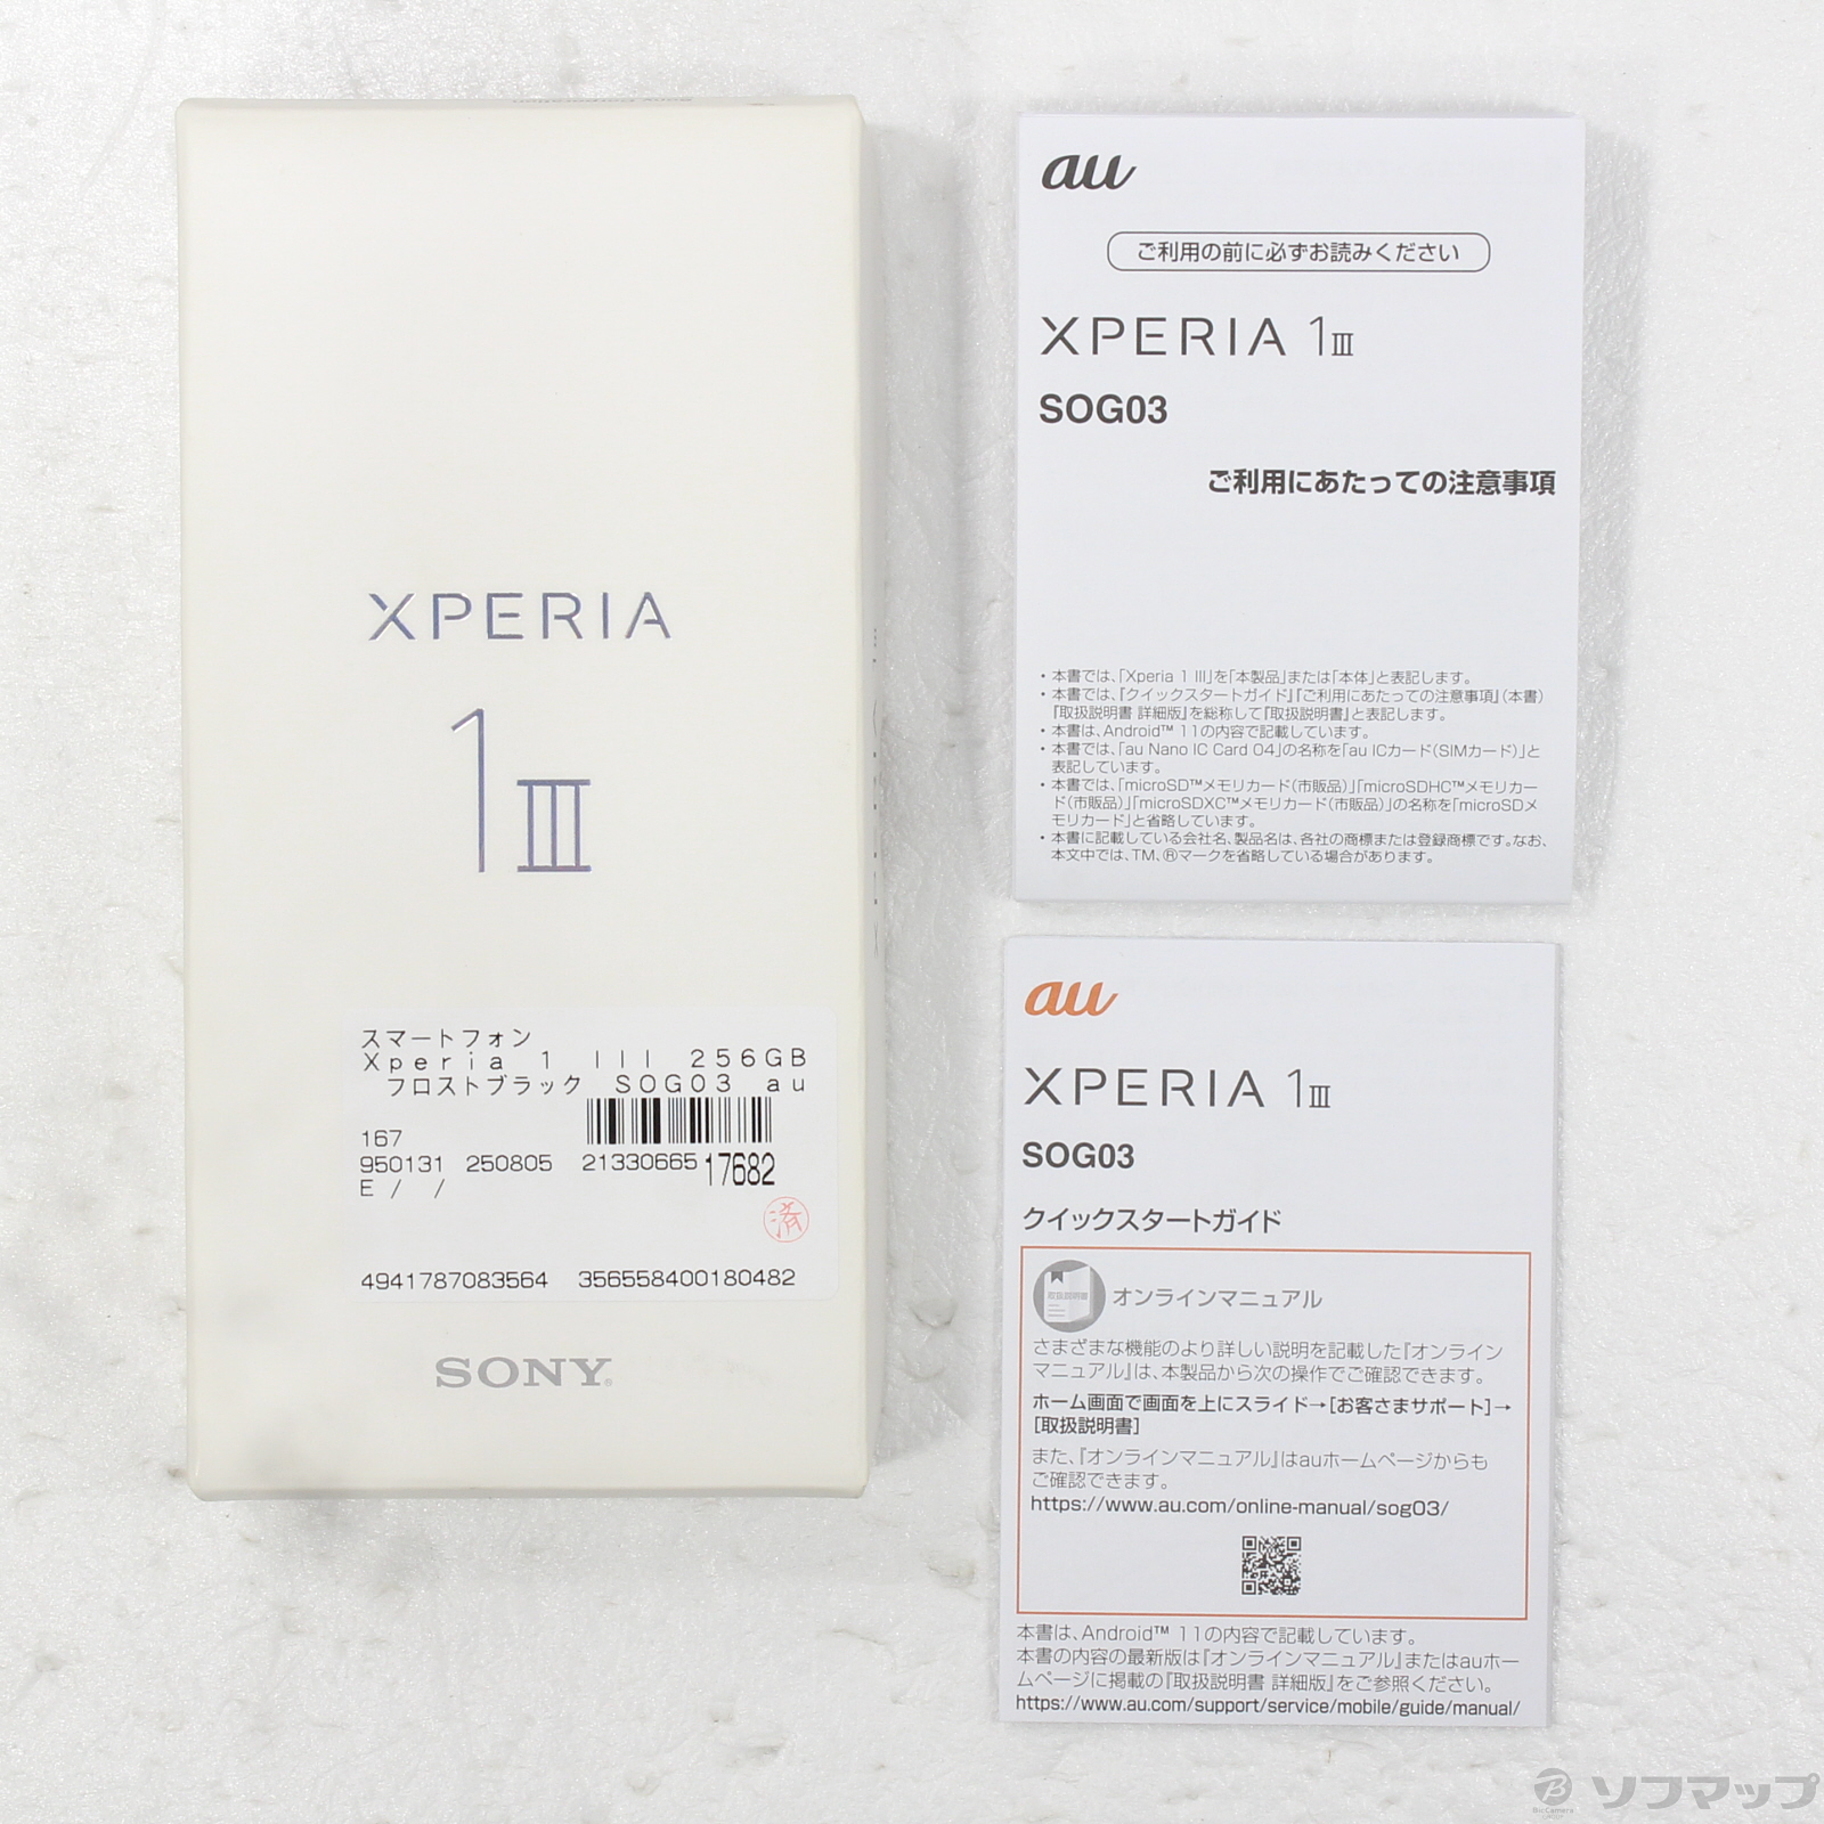 XPERIA
1III
スマートフォン
Xperia 1 III 256GB
フロストブラック SOG03 au
167
950131 250805 21330665 17682
E / /
済
4941787083564 356558400180482
SONY
au
ご利用の前に必ずお読みください
XPERIA 1III
SOG03
ご利用にあたっての注意事項
・本書では、「Xperia 1 III」を「本製品」または「本体」と表記します。
・本書では、『クイックスタートガイド』『ご利用にあたっての注意事項』(本書)
『取扱説明書 詳細版』を総称して『取扱説明書』と表記します。
・本書は、Android™ 11の内容で記載しています。
・本書では、「au Nano IC Card 04」の名称を「au ICカード(SIMカード)」と
表記しています。
・本書では、「microSD™メモリカード(市販品)」「microSDHC™メモリカー
ド(市販品)」「microSDXC™メモリカード(市販品)」の名称を「microSDメ
モリカード」と省略しています。
・本書に記載している会社名、製品名は、各社の商標または登録商標です。なお、
本文中では、TM、®マークを省略している場合があります。
au
XPERIA 1III
SOG03
クイックスタートガイド
取扱説明書
オンラインマニュアル
さまざまな機能のより詳しい説明を記載した『オンライン
マニュアル』は、本製品から次の操作でご確認できます。
ホーム画面で画面を上にスライド→[お客さまサポート]→
[取扱説明書]
また、『オンラインマニュアル』はauホームページからも
ご確認できます。
https://www.au.com/online-manual/sog03/
本書は、Android™ 11の内容で記載しています。
本書の内容の最新版は『オンラインマニュアル』またはauホー
ムページに掲載の『取扱説明書 詳細版』をご参照ください。
https://www.au.com/support/service/mobile/guide/manual/
BicCamera
GROUP
ソフマップ